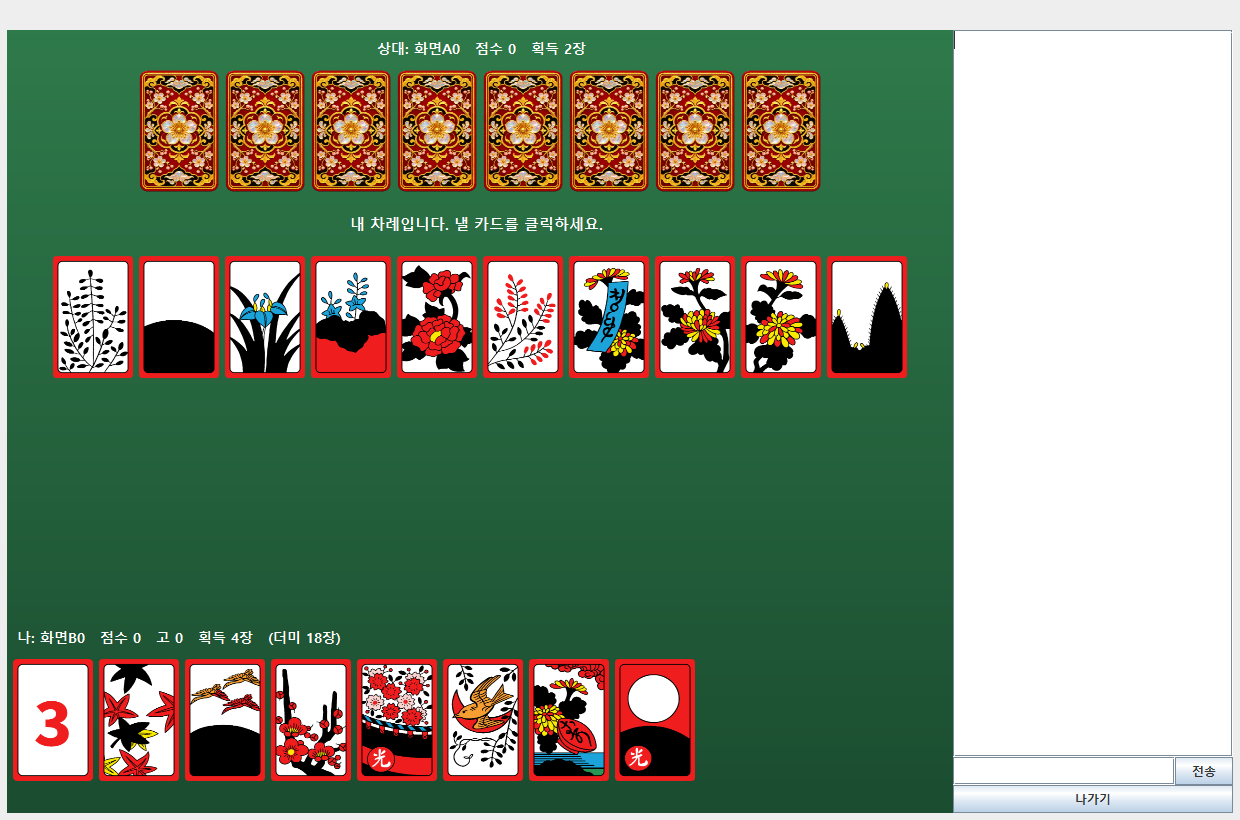 상대: 화면A0 점수 0 획득 2장
내 차례입니다. 낼 카드를 클릭하세요.
청단
나: 화면B0 점수 0 고 0 획득 4장 (더미 18장)
3
光
光
전송
나가기